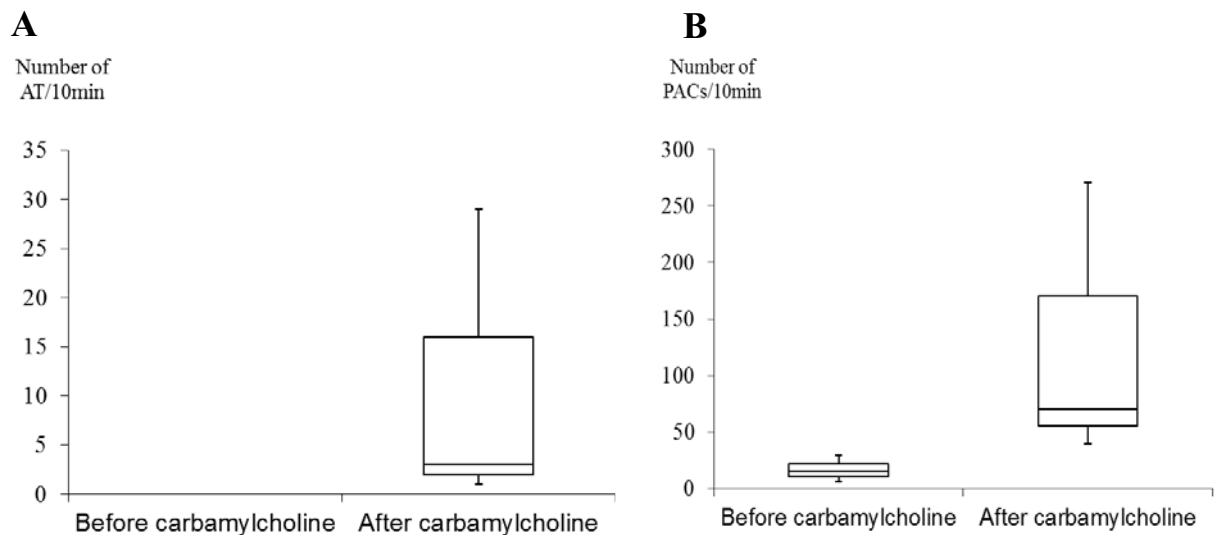 A
Number of
AT/10min
35
30
25
20
15
10
5
0
Before carbamylcholine After carbamylcholine
B
Number of
PACs/10min
300
250
200
150
100
50
0
Before carbamylcholine After carbamylcholine